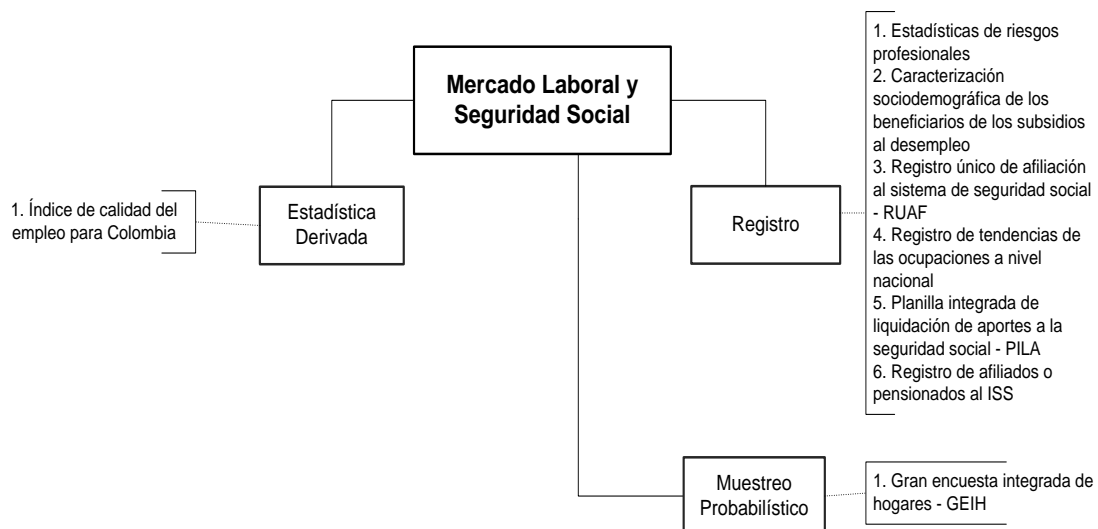 Mercado Laboral y
Seguridad Social
1. Índice de calidad del
empleo para Colombia
Estadística
Derivada
Registro
1. Estadísticas de riesgos
profesionales
2. Caracterización
sociodemográfica de los
beneficiarios de los subsidios
al desempleo
3. Registro único de afiliación
al sistema de seguridad social
- RUAF
4. Registro de tendencias de
las ocupaciones a nivel
nacional
5. Planilla integrada de
liquidación de aportes a la
seguridad social - PILA
6. Registro de afiliados o
pensionados al ISS
Muestreo
Probabilístico
1. Gran encuesta integrada de
hogares - GEIH